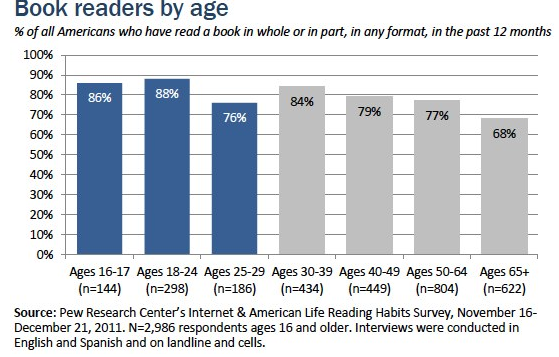 Book readers by age
% of all Americans who have read a book in whole or in part, in any format, in the past 12 months
100%
90%
80%
70%
60%
50%
40%
30%
20%
10%
0%
86%
88%
76%
84%
79%
77%
68%
Ages 16-17 Ages 18-24 Ages 25-29 Ages 30-39 Ages 40-49 Ages 50-64 Ages 65+
(n=144) (n=298) (n=186) (n=434) (n=449) (n=804) (n=622)
Source: Pew Research Center's Internet & American Life Reading Habits Survey, November 16-
December 21, 2011. N=2,986 respondents ages 16 and older. Interviews were conducted in
English and Spanish and on landline and cells.